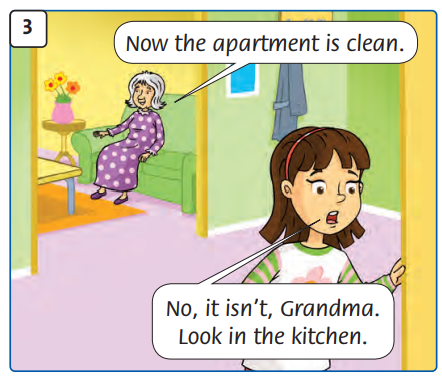 3
Now the apartment is clean.
No, it isn't, Grandma.
Look in the kitchen.